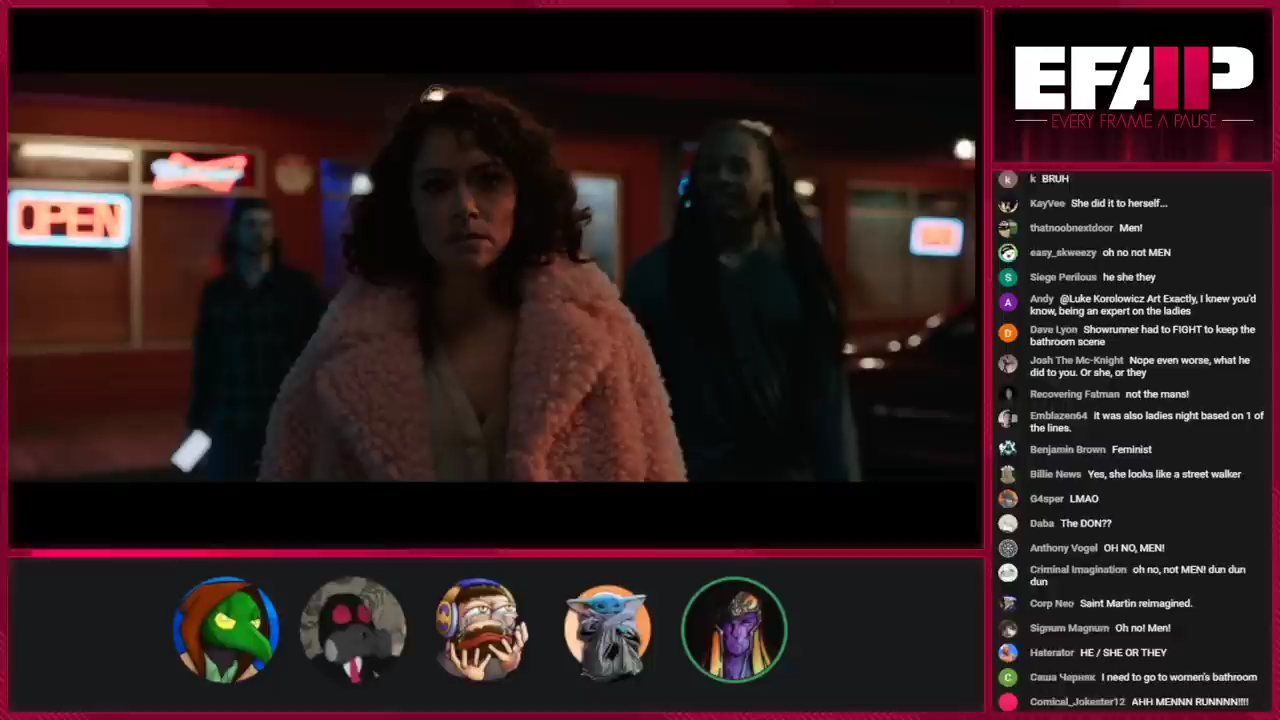 OPEN
EFAP
EVERY FRAME A PAUSE
k BRUH
KayVee She did it to herself...
thatnoobnextdoor Men!
easy_skweezy oh no not MEN
S Siege Perilous he she they
A Andy @Luke Korolowicz Art Exactly, I knew you'd
know, being an expert on the ladies
D Dave Lyon Showrunner had to FIGHT to keep the
bathroom scene
Josh The Mc-Knight Nope even worse, what he
did to you. Or she, or they
Recovering Fatman not the mans!
Emblazen64 it was also ladies night based on 1 of
the lines.
Benjamin Brown Feminist
Billie News Yes, she looks like a street walker
G4sper LMAO
Daba The DON??
Anthony Vogel OH NO, MEN!
Criminal Imagination oh no, not MEN! dun dun
dun
Corp Neo Saint Martin reimagined.
Signum Magnum Oh no! Men!
Haterator HE / SHE OR THEY
С Саша Черняк I need to go to women's bathroom
Comical_Jokester12 AHH MENNN RUNNNN!!!!